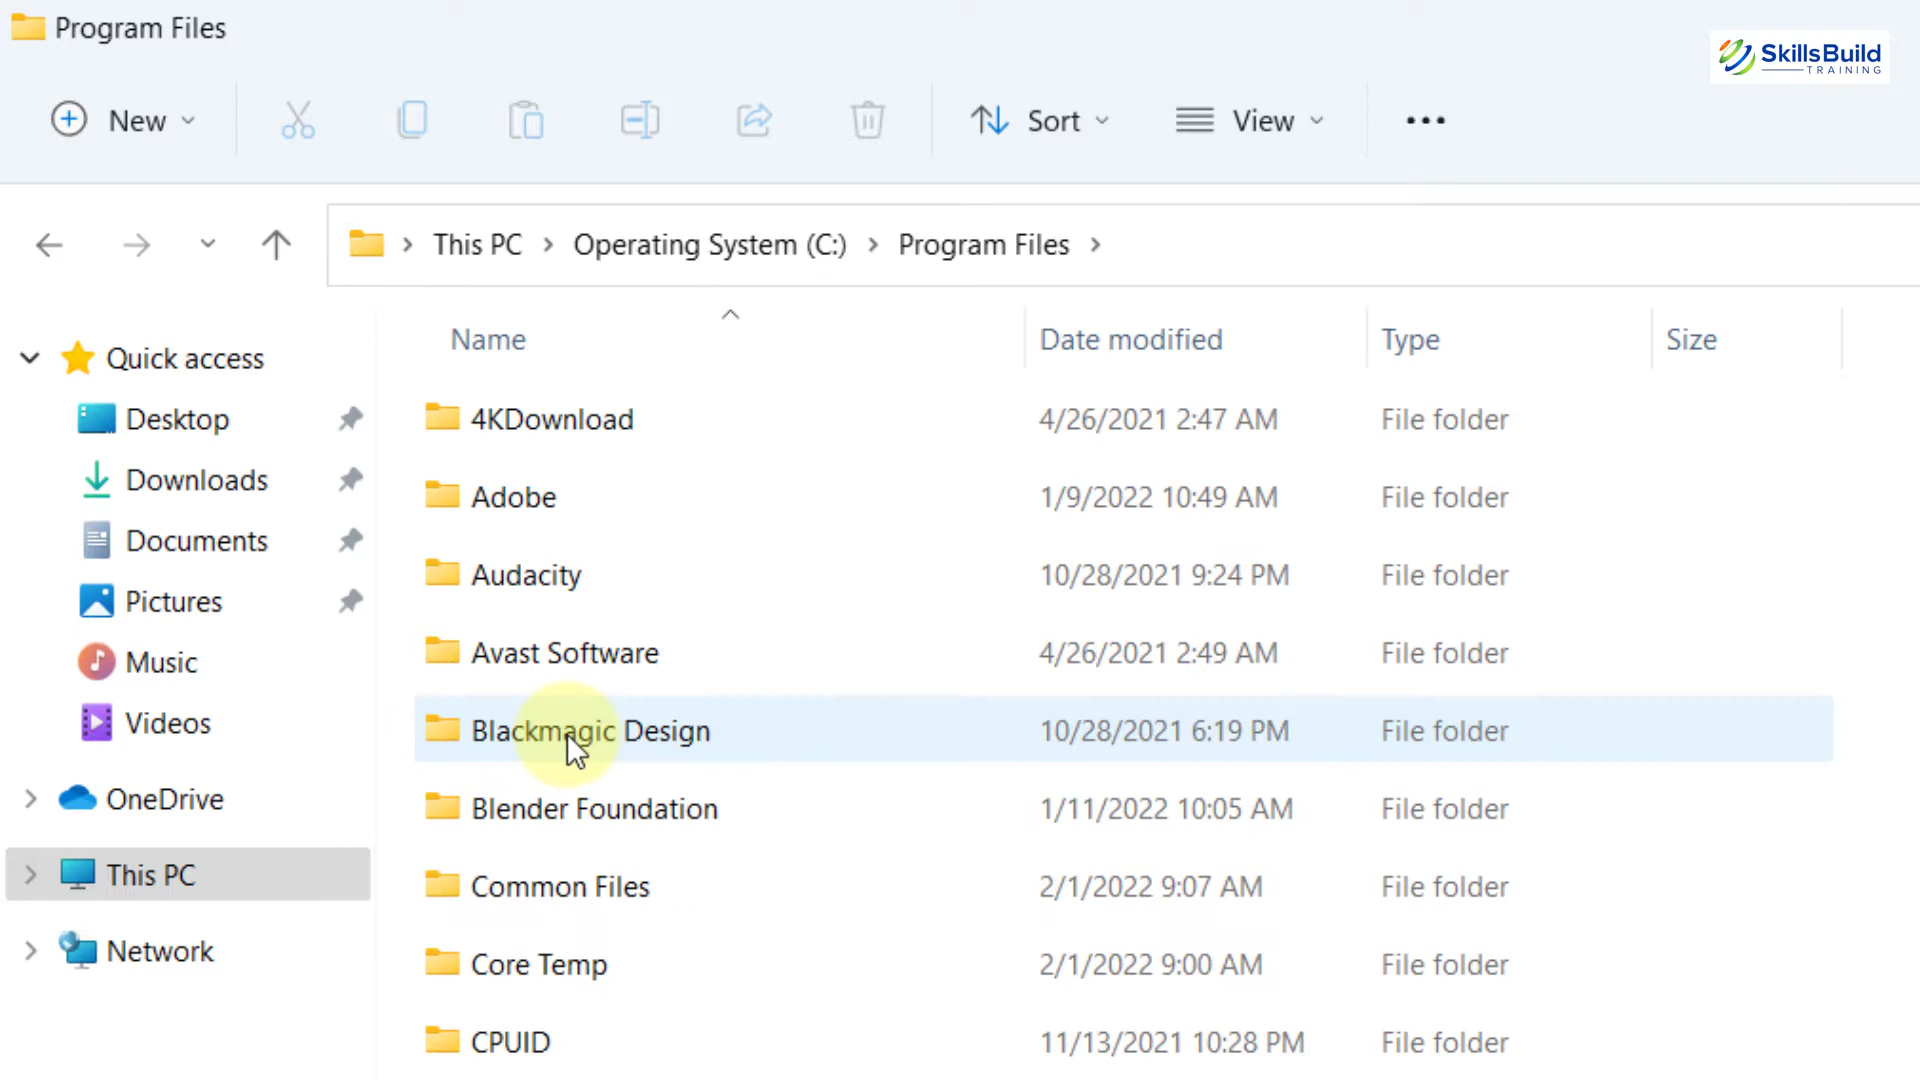 Program Files
SkillsBuild
TRAINING
New
Sort
View
This PC
Operating System (C:)
Program Files
Name
Date modified
Type
Size
Quick access
Desktop
Downloads
Documents
Pictures
Music
Videos
OneDrive
This PC
Network
4KDownload 4/26/2021 2:47 AM File folder
Adobe 1/9/2022 10:49 AM File folder
Audacity 10/28/2021 9:24 PM File folder
Avast Software 4/26/2021 2:49 AM File folder
Blackmagic Design 10/28/2021 6:19 PM File folder
Blender Foundation 1/11/2022 10:05 AM File folder
Common Files 2/1/2022 9:07 AM File folder
Core Temp 2/1/2022 9:00 AM File folder
CPUID 11/13/2021 10:28 PM File folder